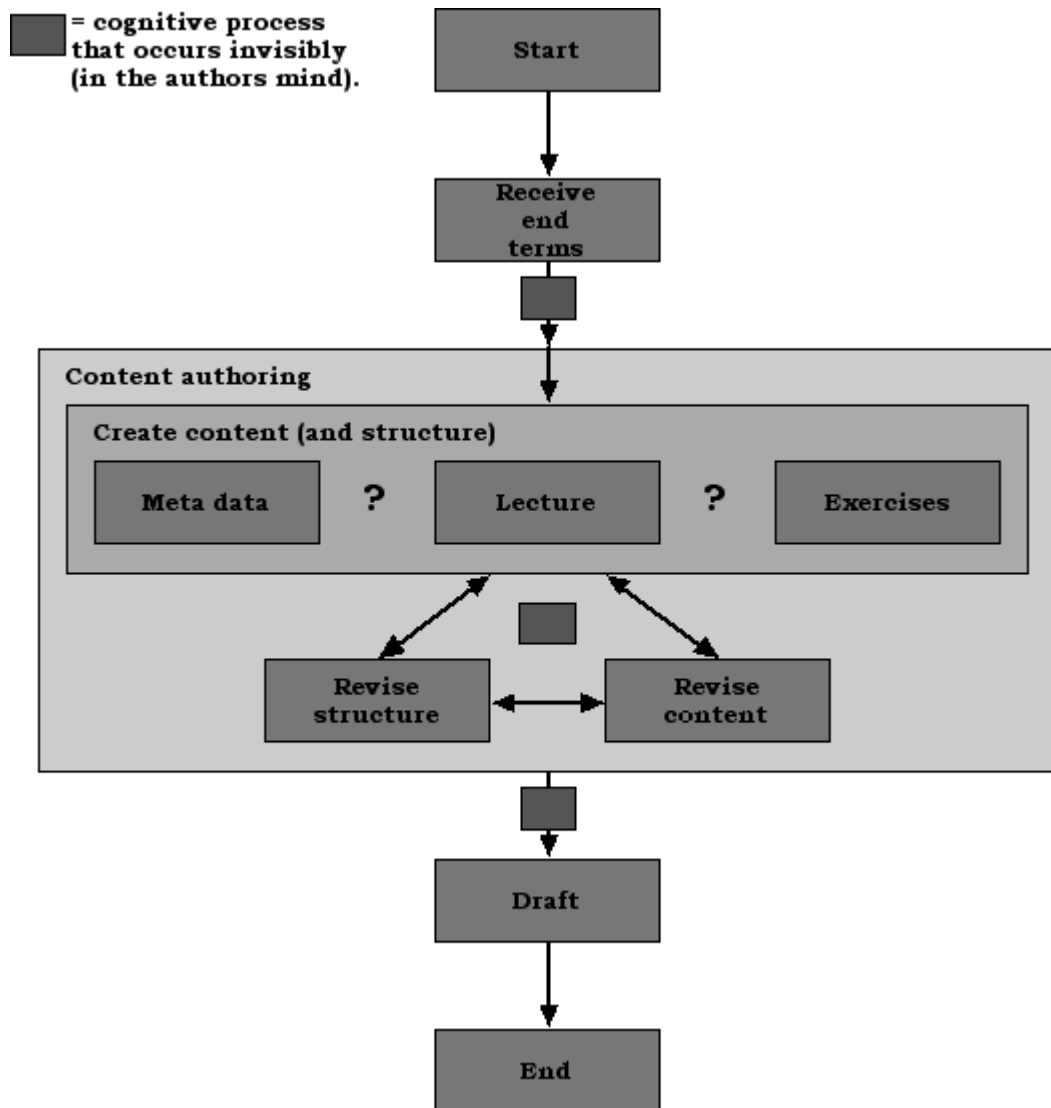 = cognitive process
that occurs invisibly
(in the authors mind).
Start
Receive
end
terms
Content authoring
Create content (and structure)
Meta data
?
Lecture
?
Exercises
Revise
structure
Revise
content
Draft
End